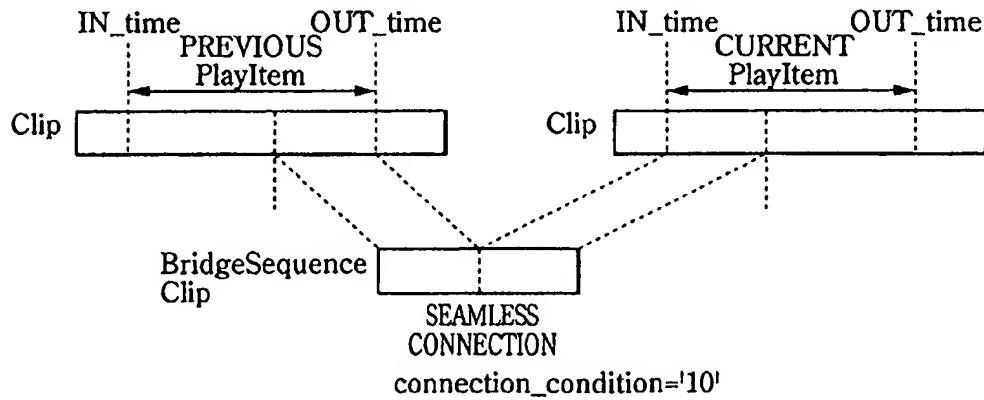 IN_time OUT_time IN_time OUT_time
PREVIOUS CURRENT
PlayItem PlayItem
Clip Clip
BridgeSequence
Clip
SEAMLESS
CONNECTION
connection_condition='10'